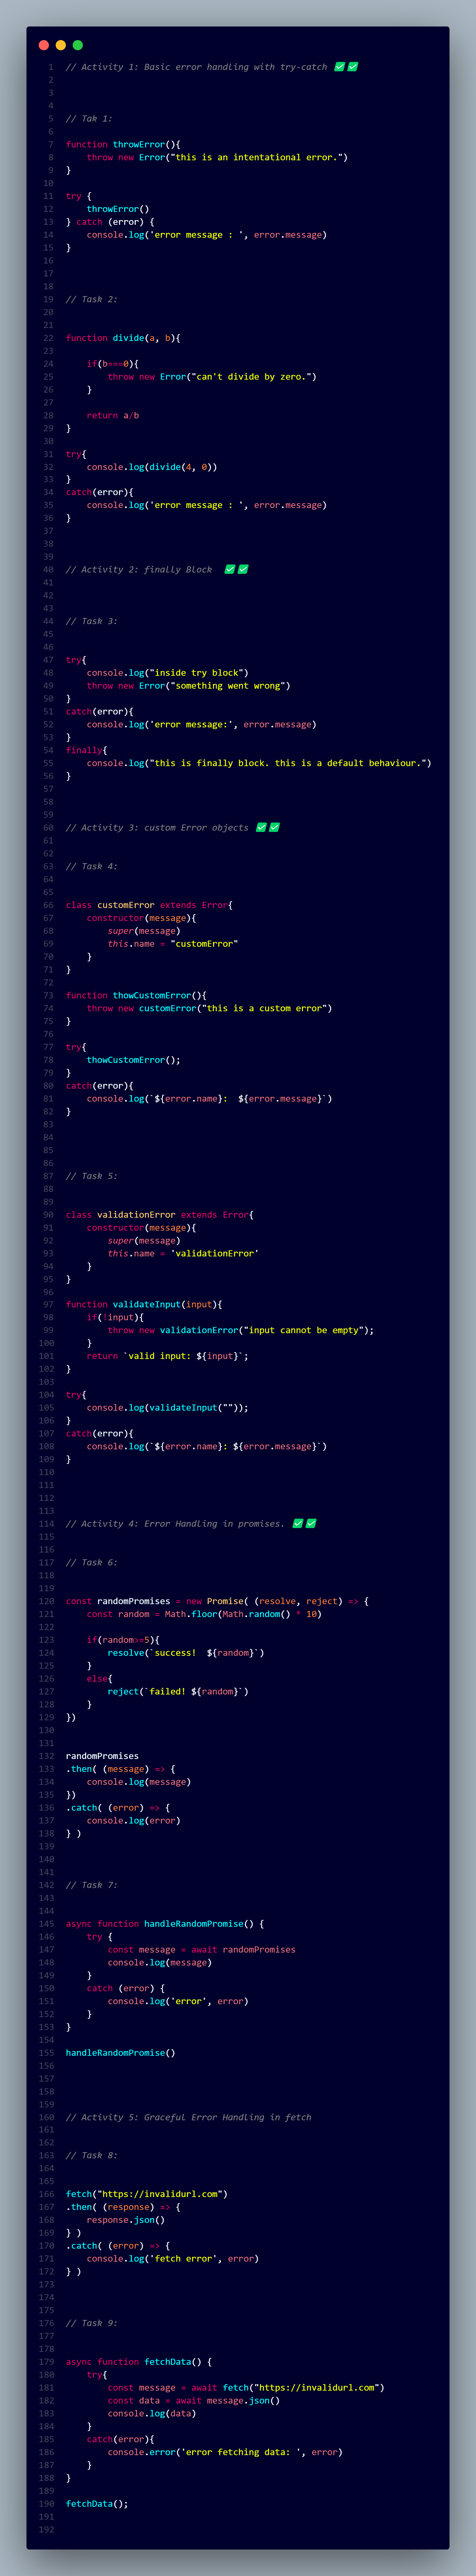 1 // Activity 1: Basic error handling with try-catch ✅✅
2
3
4
5 // Tak 1:
6
7 function throwError(){
8     throw new Error("this is an intentational error.")
9 }
10
11 try {
12     throwError()
13 } catch (error) {
14     console.log('error message : ', error.message)
15 }
16
17
18
19 // Task 2:
20
21
22 function divide(a, b){
23
24     if(b===0){
25         throw new Error("can't divide by zero.")
26     }
27
28     return a/b
29 }
30
31 try{
32     console.log(divide(4, 0))
33 }
34 catch(error){
35     console.log('error message : ', error.message)
36 }
37
38
39
40 // Activity 2: finally Block  ✅✅
41
42
43
44 // Task 3:
45
46
47 try{
48     console.log("inside try block")
49     throw new Error("something went wrong")
50 }
51 catch(error){
52     console.log('error message:', error.message)
53 }
54 finally{
55     console.log("this is finally block. this is a default behaviour.")
56 }
57
58
59
60 // Activity 3: custom Error objects ✅✅
61
62
63 // Task 4:
64
65
66 class customError extends Error{
67     constructor(message){
68         super(message)
69         this.name = "customError"
70     }
71 }
72
73 function thowCustomError(){
74     throw new customError("this is a custom error")
75 }
76
77 try{
78     thowCustomError();
79 }
80 catch(error){
81     console.log(`${error.name}:  ${error.message}`)
82 }
83
84
85
86
87 // Task 5:
88
89
90 class validationError extends Error{
91     constructor(message){
92         super(message)
93         this.name = 'validationError'
94     }
95 }
96
97 function validateInput(input){
98     if(!input){
99         throw new validationError("input cannot be empty");
100     }
101     return `valid input: ${input}`;
102 }
103
104 try{
105     console.log(validateInput(""));
106 }
107 catch(error){
108     console.log(`${error.name}: ${error.message}`)
109 }
110
111
112
113
114 // Activity 4: Error Handling in promises. ✅✅
115
116
117 // Task 6:
118
119
120 const randomPromises = new Promise( (resolve, reject) => {
121     const random = Math.floor(Math.random() * 10)
122
123     if(random>=5){
124         resolve(`success!  ${random}`)
125     }
126     else{
127         reject(`failed! ${random}`)
128     }
129 })
130
131
132 randomPromises
133 .then( (message) => {
134     console.log(message)
135 })
136 .catch( (error) => {
137     console.log(error)
138 } )
139
140
141
142 // Task 7:
143
144
145 async function handleRandomPromise() {
146     try {
147         const message = await randomPromises
148         console.log(message)
149     }
150     catch (error) {
151         console.log('error', error)
152     }
153 }
154
155 handleRandomPromise()
156
157
158
159
160 // Activity 5: Graceful Error Handling in fetch
161
162
163 // Task 8:
164
165
166 fetch("https://invalidurl.com")
167 .then( (response) => {
168     response.json()
169 } )
170 .catch( (error) => {
171     console.log('fetch error', error)
172 } )
173
174
175
176 // Task 9:
177
178
179 async function fetchData() {
180     try{
181         const message = await fetch("https://invalidurl.com")
182         const data = await message.json()
183         console.log(data)
184     }
185     catch(error){
186         console.error('error fetching data: ', error)
187     }
188 }
189
190 fetchData();
191
192